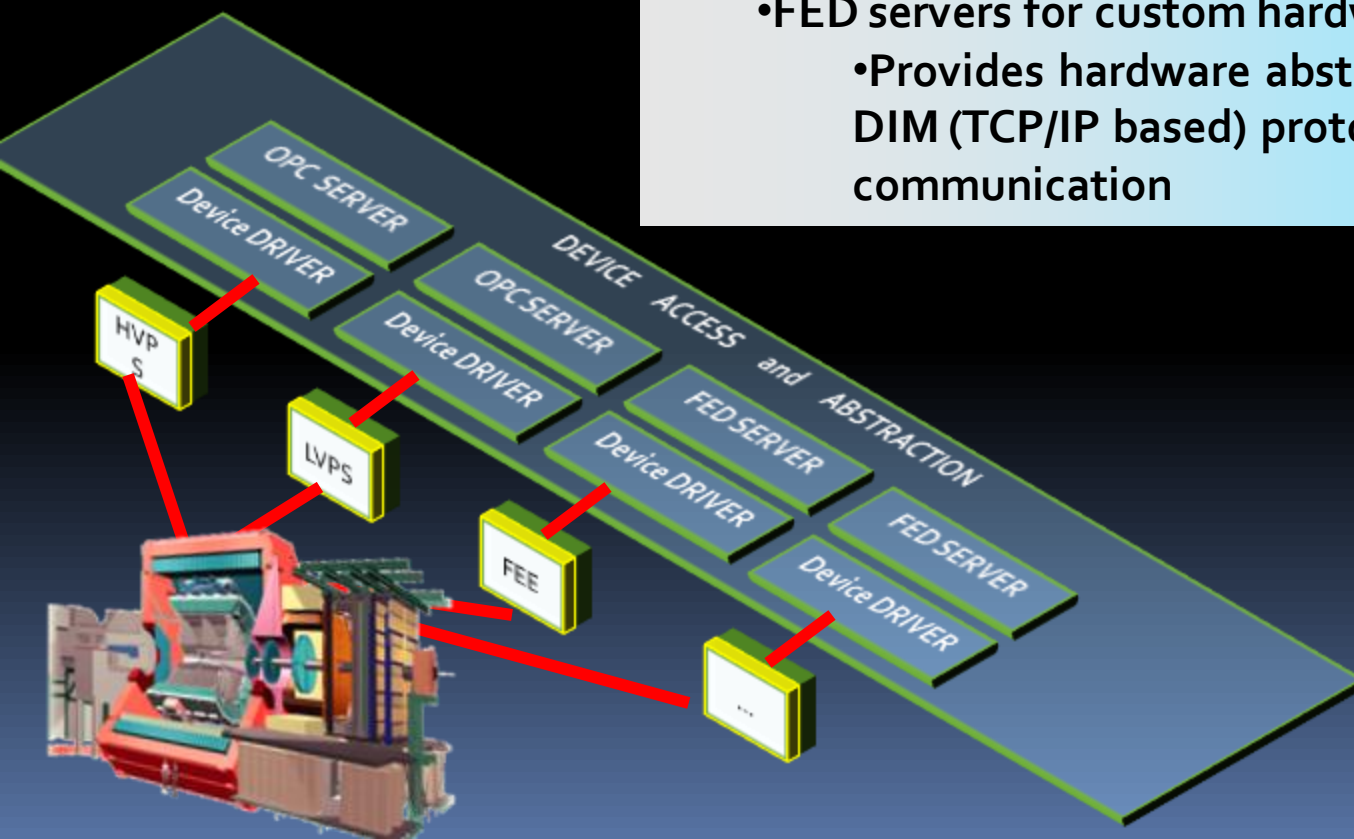 •FED servers for custom hardw
•Provides hardware abst
DIM (TCP/IP based) proto
communication
OPC SERVER
Device DRIVER
DEVICE ACCESS and ABSTRACTION
OPC SERVER
Device DRIVER
FED SERVER
Device DRIVER
FED SERVER
Device DRIVER
HVP
S
LVPS
FEE
...